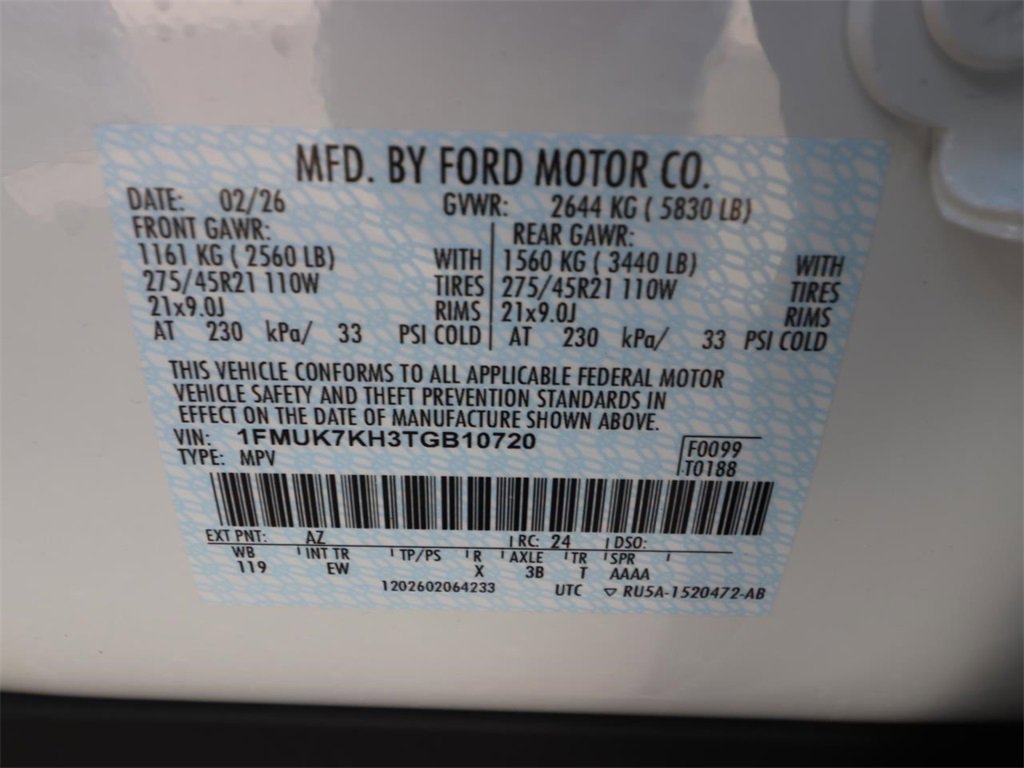 MFD. BY FORD MOTOR CO.
DATE: 02/26 GVWR: 2644 KG ( 5830 LB)
FRONT GAWR: REAR GAWR:
1161 KG ( 2560 LB) WITH 1560 KG ( 3440 LB) WITH
275/45R21 110W TIRES 275/45R21 110W TIRES
21x9.0J RIMS 21x9.0J RIMS
AT 230 kPa/ 33 PSI COLD AT 230 kPa/ 33 PSI COLD
THIS VEHICLE CONFORMS TO ALL APPLICABLE FEDERAL MOTOR
VEHICLE SAFETY AND THEFT PREVENTION STANDARDS IN
EFFECT ON THE DATE OF MANUFACTURE SHOWN ABOVE.
VIN: 1FMUK7KH3TGB10720 F0099
TYPE: MPV T0188
EXT PNT: AZ RC: 24 DSO:
WB INT TR TP/PS R AXLE TR SPR
119 EW X 3B T AAAA
1202602064233 UTC ▽ RU5A-1520472-AB